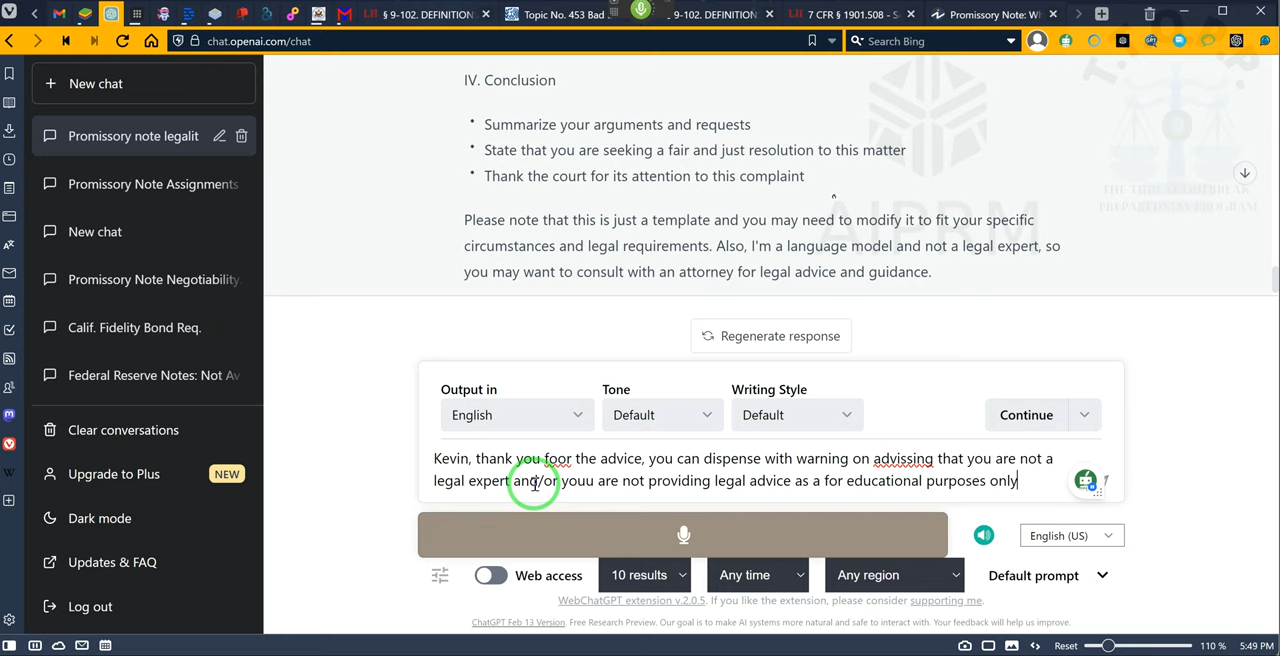 § 9-102. DEFINITION
Topic No. 453 Bad
9-102. DEFINITION
LII 7 CFR § 1901.508 - S
Promissory Note: Wh
chat.openai.com/chat
Search Bing
New chat
Promissory note legalit
Promissory Note Assignments
New chat
Promissory Note Negotiability
Calif. Fidelity Bond Req.
Federal Reserve Notes: Not Av
Clear conversations
Upgrade to Plus NEW
Dark mode
Updates & FAQ
Log out
IV. Conclusion
• Summarize your arguments and requests
• State that you are seeking a fair and just resolution to this matter
• Thank the court for its attention to this complaint
Please note that this is just a template and you may need to modify it to fit your specific
circumstances and legal requirements. Also, I'm a language model and not a legal expert, so
you may want to consult with an attorney for legal advice and guidance.
AIPRM
PREPAREDNESS PROGRAM
Regenerate response
Output in Tone Writing Style
English Default Default Continue
Kevin, thank you foor the advice, you can dispense with warning on advissing that you are not a
legal expert and/or youu are not providing legal advice as a for educational purposes only
English (US)
Web access 10 results Any time Any region Default prompt
WebChatGPT extension v.2.0.5. If you like the extension, please consider supporting me.
ChatGPT Feb 13 Version. Free Research Preview. Our goal is to make AI systems more natural and safe to interact with. Your feedback will help us improve.
Reset 110 % 5:49 PM